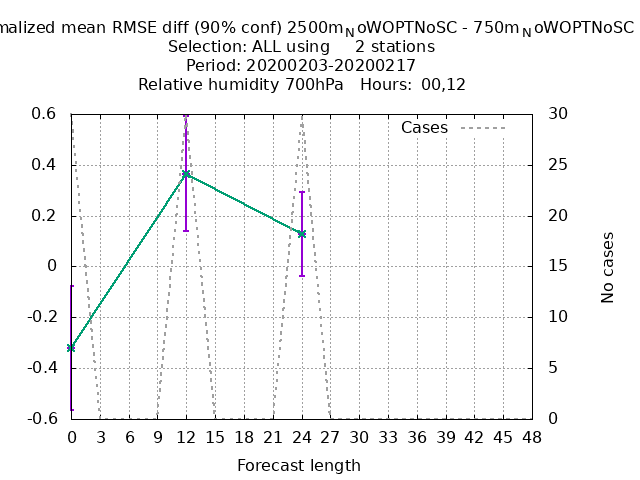 malized mean RMSE diff (90% conf) 2500mNoWOPTNoSC - 750mNoWOPTNoSC
Selection: ALL using 2 stations
Period: 20200203-20200217
Relative humidity 700hPa Hours: 00,12
Cases
0.6
0.4
0.2
0
-0.2
-0.4
-0.6
30
25
20
15
10
5
0
No cases
0 3 6 9 12 15 18 21 24 27 30 33 36 39 42 45 48
Forecast length